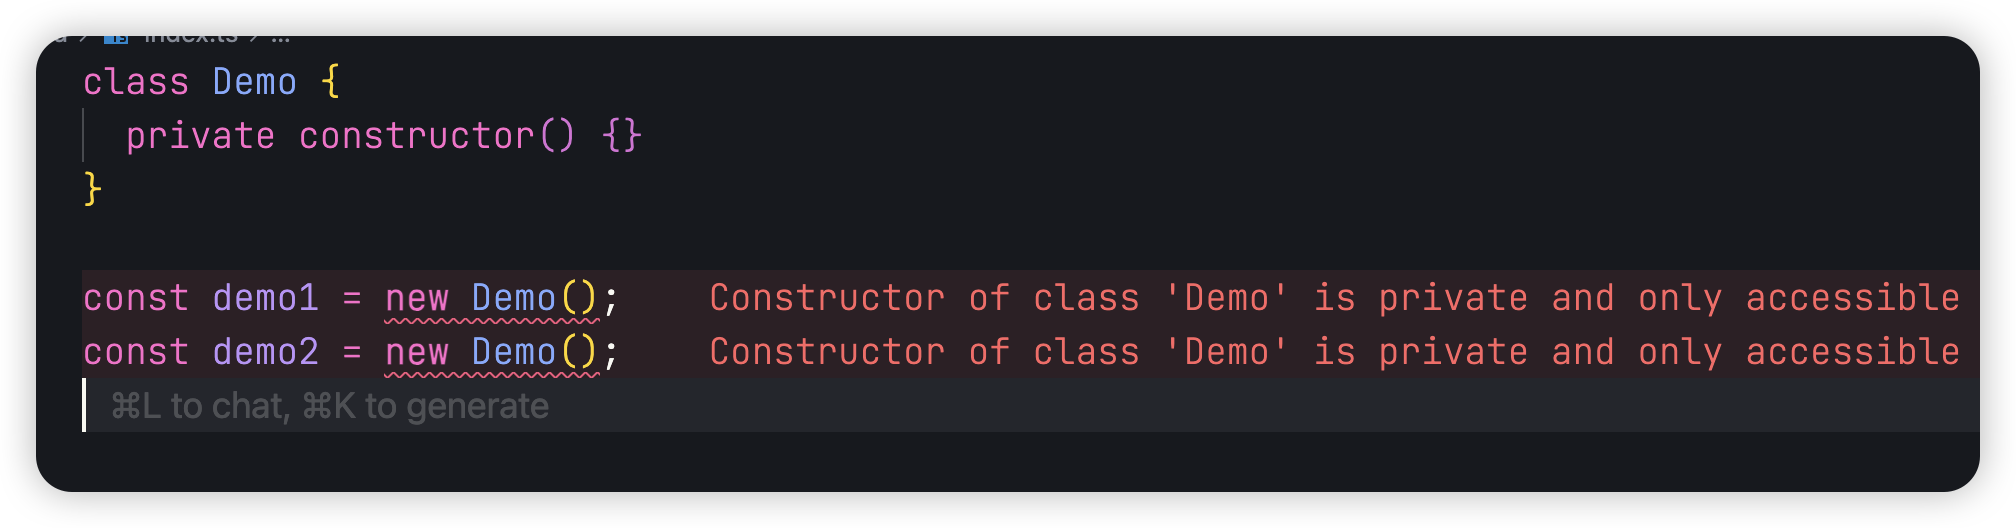 index.ts > ...
class Demo {
private constructor() {}
}
const demo1 = new Demo(); Constructor of class 'Demo' is private and only accessible
const demo2 = new Demo(); Constructor of class 'Demo' is private and only accessible
⌘L to chat, ⌘K to generate